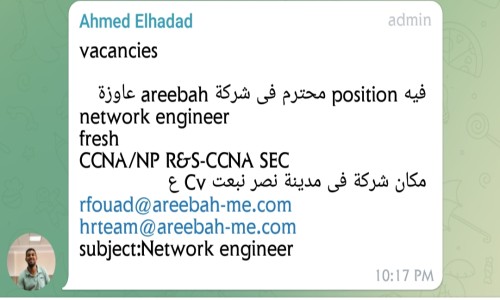 Ahmed Elhadad admin
vacancies
فيه position محترم فى شركة areebah عاوزة
network engineer
fresh
CCNA/NP R&S-CCNA SEC
مكان شركة فى مدينة نصر نبعت Cv ع
rfouad@areebah-me.com
hrteam@areebah-me.com
subject:Network engineer
10:17 PM